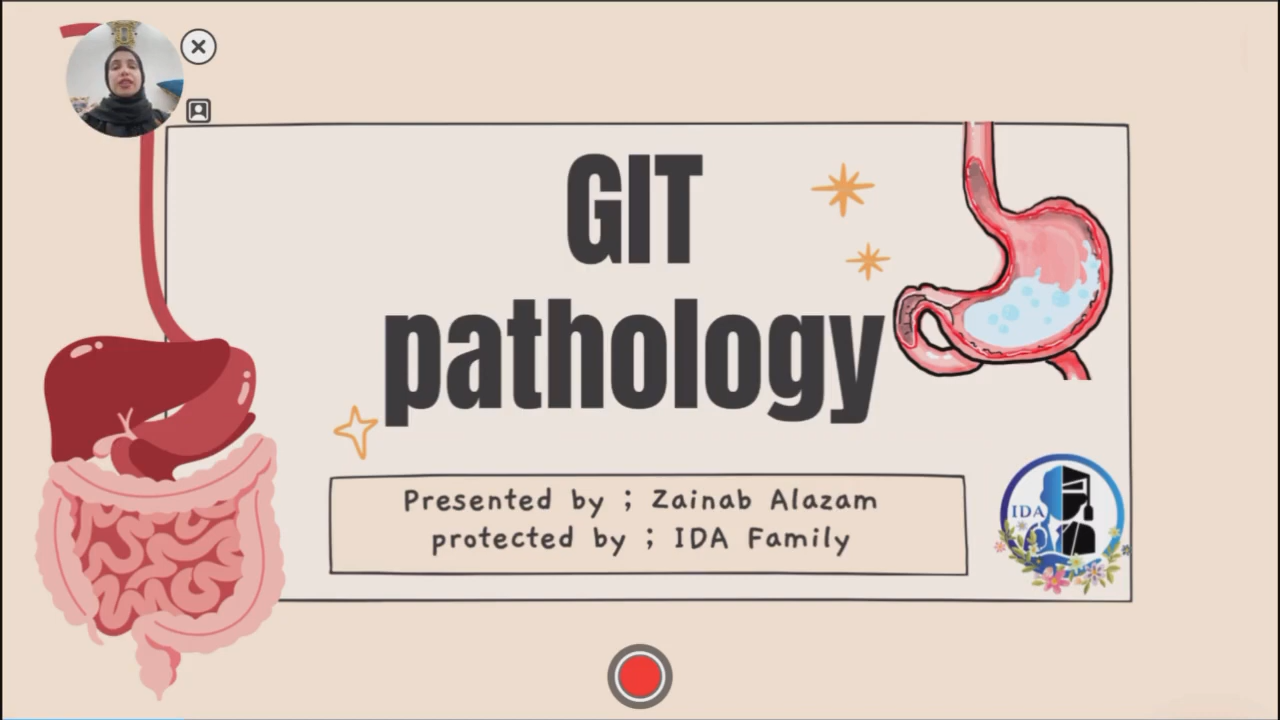 GIT
pathology
Presented by ; Zainab Alazam
protected by ; IDA Family
IDA